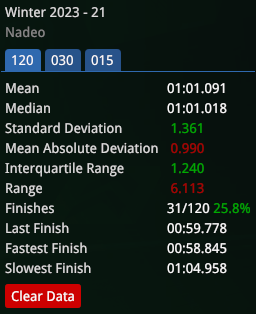 Winter 2023 - 21
Nadeo
120 030 015
Mean 01:01.091
Median 01:01.018
Standard Deviation 1.361
Mean Absolute Deviation 0.990
Interquartile Range 1.240
Range 6.113
Finishes 31/120 25.8%
Last Finish 00:59.778
Fastest Finish 00:58.845
Slowest Finish 01:04.958
Clear Data